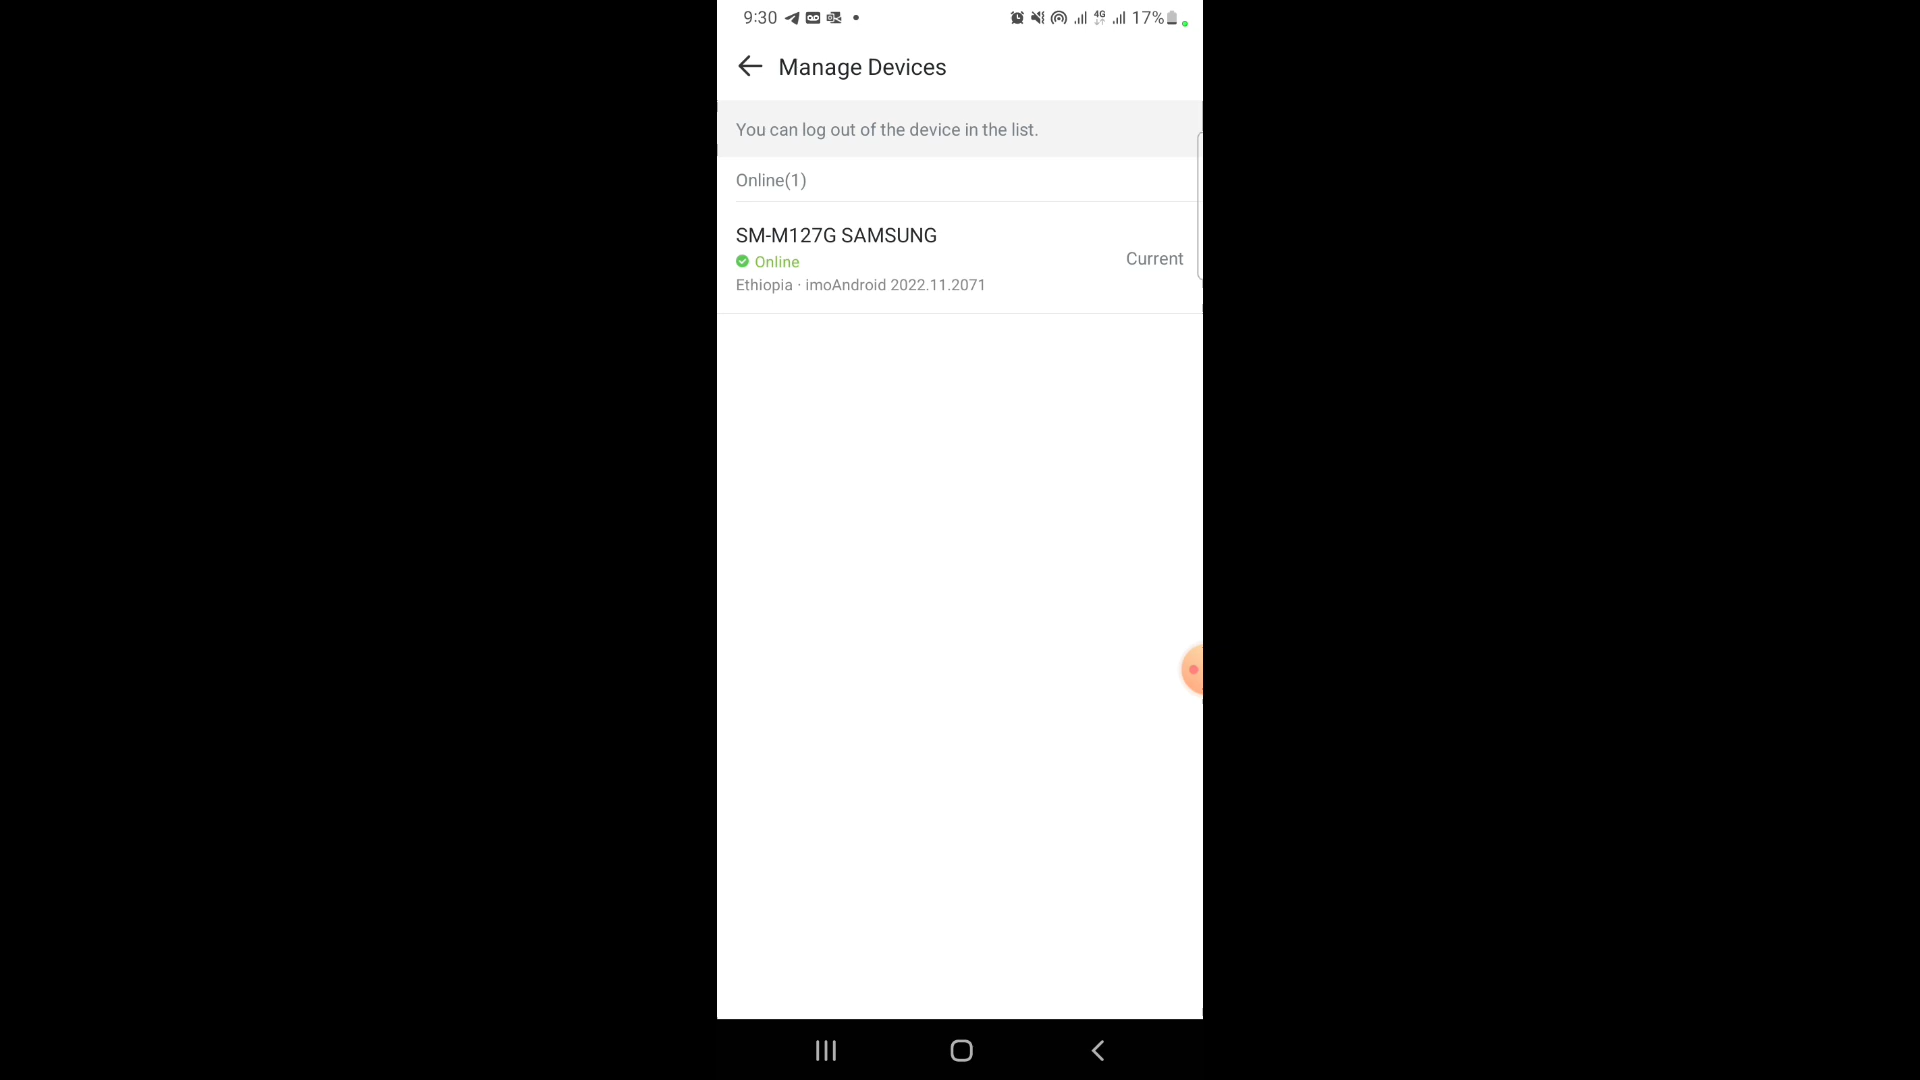 9:30 4G 17%
Manage Devices
You can log out of the device in the list.
Online(1)
SM-M127G SAMSUNG
Online
Current
Ethiopia · imoAndroid 2022.11.2071